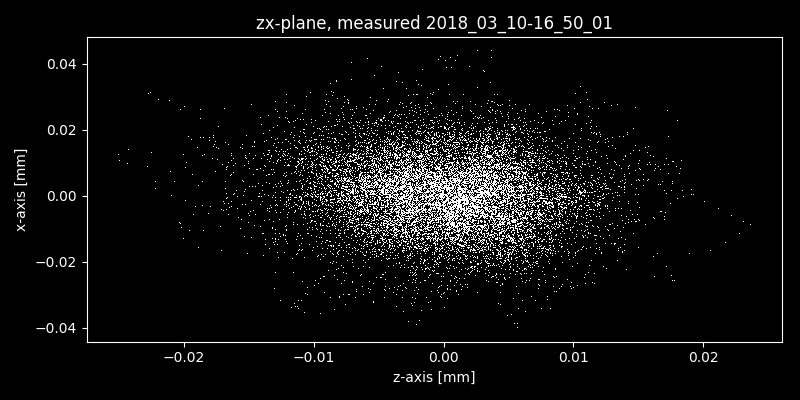 zx-plane, measured 2018_03_10-16_50_01
0.04
0.02
0.00
−0.02
−0.04
x-axis [mm]
−0.02 −0.01 0.00 0.01 0.02
z-axis [mm]